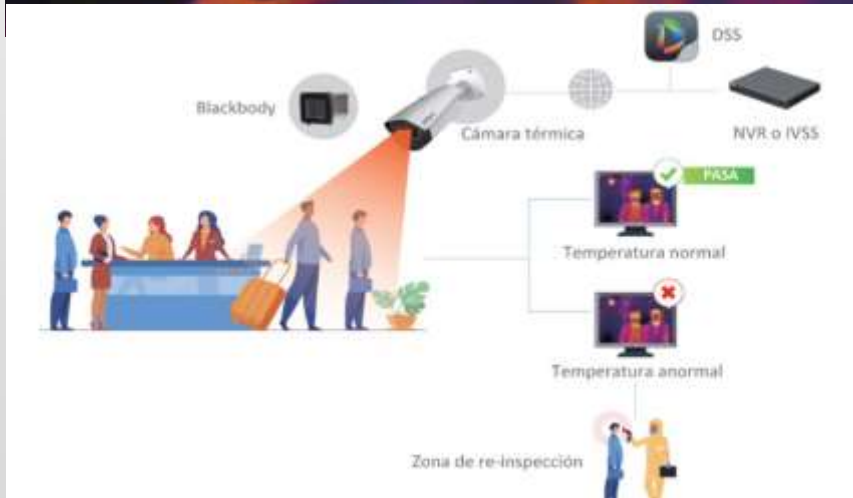 DSS
Blackbody
Cámara térmica
NVR o IVSS
PASA
Temperatura normal
Temperatura anormal
Zona de re-inspección